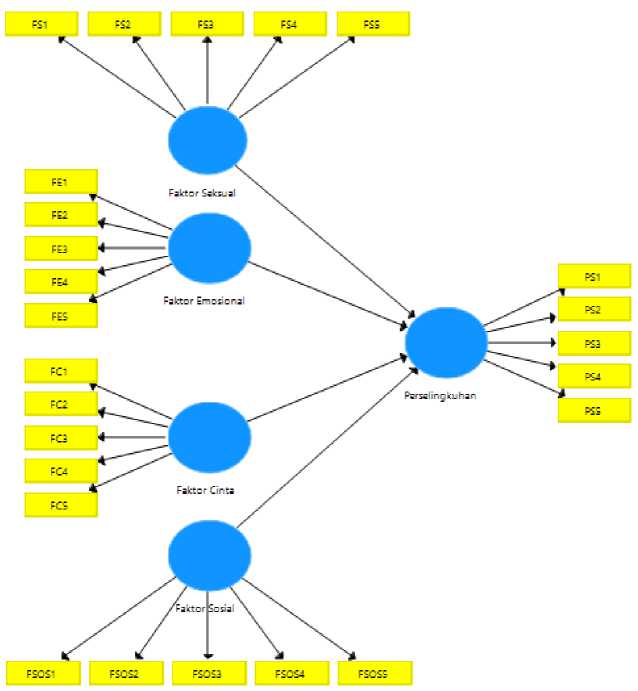 FS1 FS2 FS3 FS4 FS5
Faktor Seksual
FE1
FE2
FE3
FE4
FE5
Faktor Emosional
PS1
PS2
PS3
PS4
PS5
Perselingkuhan
FC1
FC2
FC3
FC4
FC5
Faktor Cinta
Faktor Sosial
FSOS1 FSOS2 FSOS3 FSOS4 FSOS5